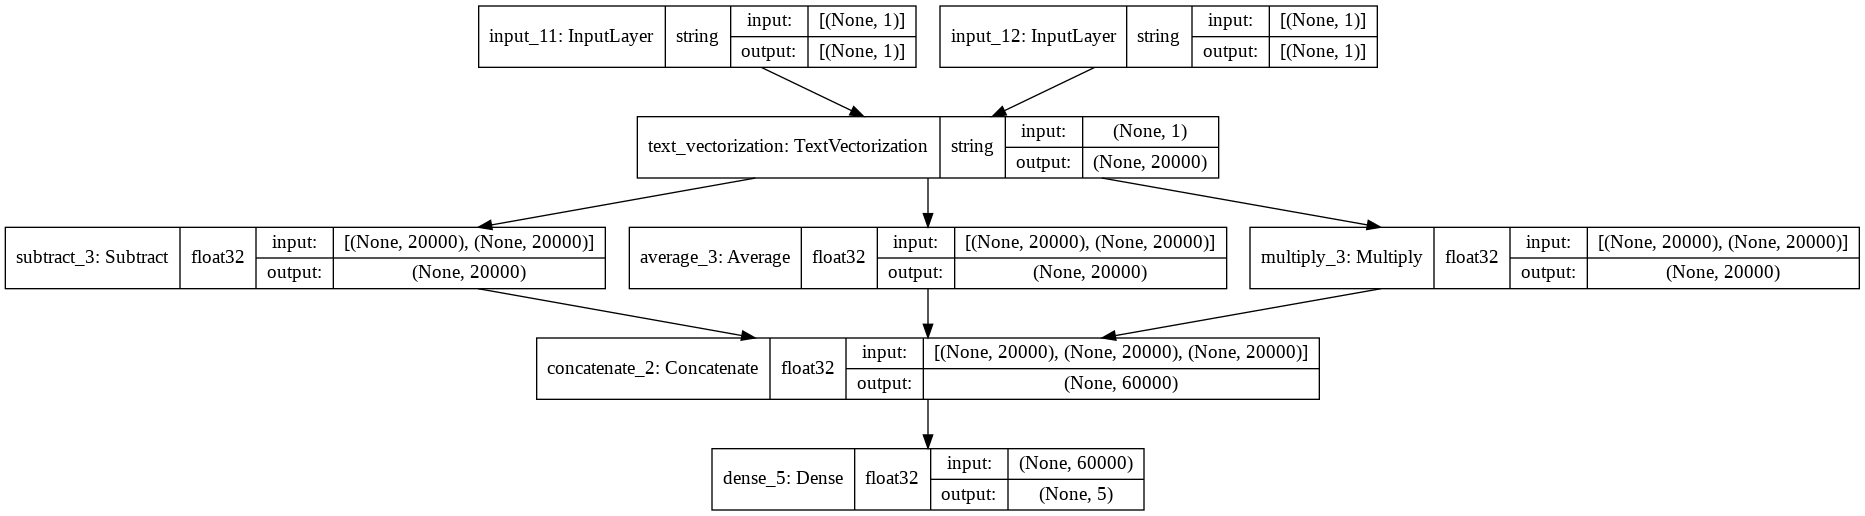 input_11: InputLayer string input: [(None, 1)]
output: [(None, 1)]
input_12: InputLayer string input: [(None, 1)]
output: [(None, 1)]
text_vectorization: TextVectorization string input: (None, 1)
output: (None, 20000)
subtract_3: Subtract float32 input: [(None, 20000), (None, 20000)]
output: (None, 20000)
average_3: Average float32 input: [(None, 20000), (None, 20000)]
output: (None, 20000)
multiply_3: Multiply float32 input: [(None, 20000), (None, 20000)]
output: (None, 20000)
concatenate_2: Concatenate float32 input: [(None, 20000), (None, 20000), (None, 20000)]
output: (None, 60000)
dense_5: Dense float32 input: (None, 60000)
output: (None, 5)